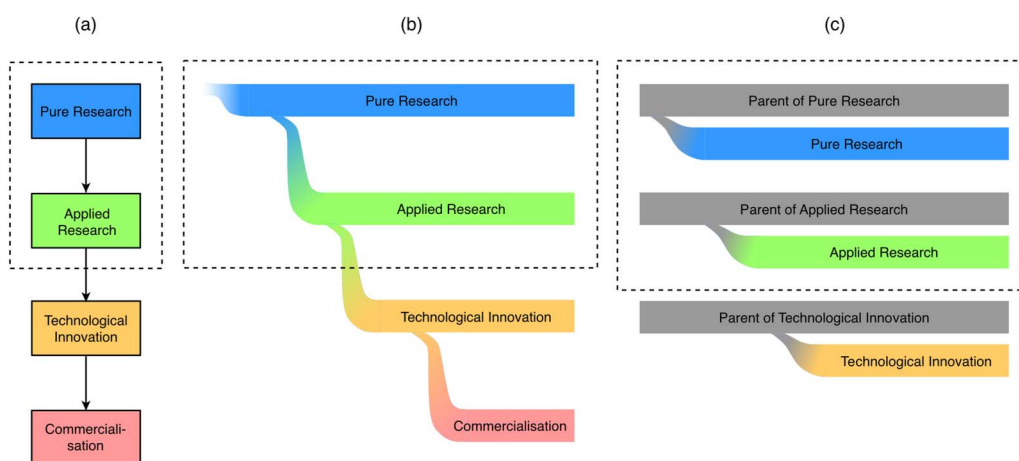 (a)
(b)
(c)
Pure Research
Applied
Research
Technological
Innovation
Commerciali-
sation
Pure Research
Applied Research
Technological Innovation
Commercialisation
Parent of Pure Research
Pure Research
Parent of Applied Research
Applied Research
Parent of Technological Innovation
Technological Innovation